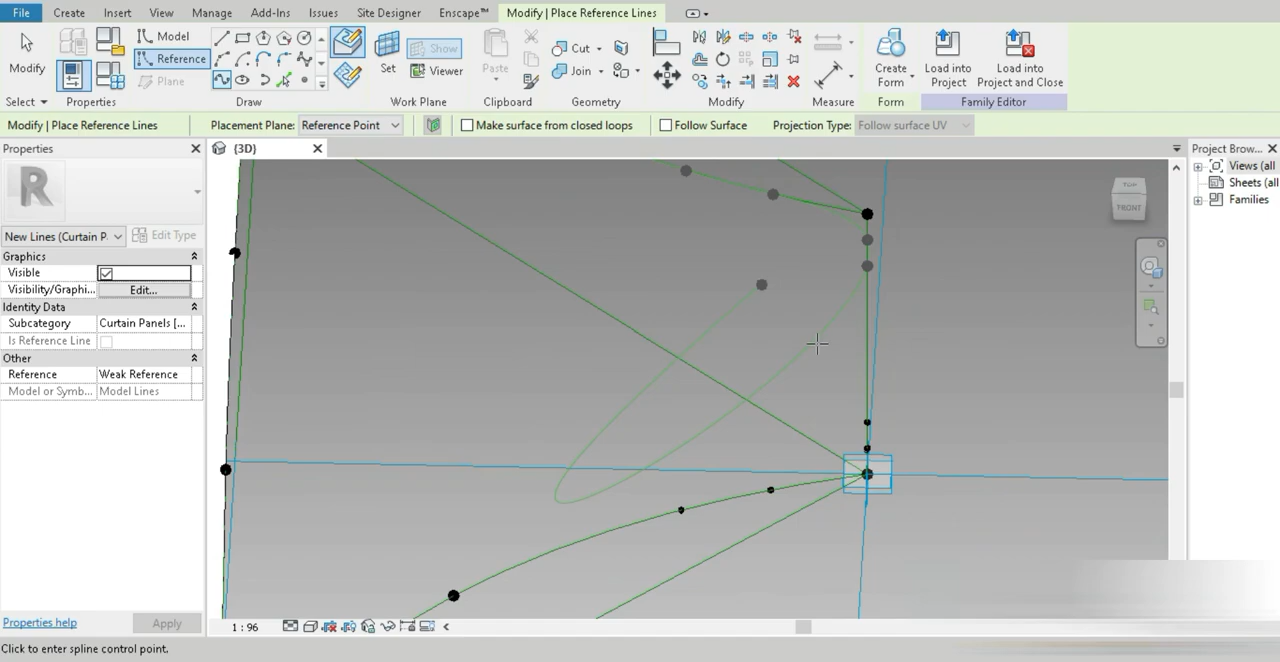 File Create Insert View Manage Add-Ins Issues Site Designer Enscape™ Modify | Place Reference Lines
Modify
Select
Properties
Model
Reference
Plane
Draw
Set
Show
Viewer
Work Plane
Paste
Clipboard
Cut
Join
Geometry
Modify
Measure
Create Form
Form
Load into Project
Load into Project and Close
Family Editor
Modify | Place Reference Lines Placement Plane: Reference Point Make surface from closed loops Follow Surface Projection Type: Follow surface UV
Properties
R
New Lines (Curtain P. Edit Type
Graphics
Visible
Visibility/Graphi... Edit...
Identity Data
Subcategory Curtain Panels [...
Is Reference Line
Other
Reference Weak Reference
Model or Symb... Model Lines
Properties help Apply
{3D}
TOP
FRONT
Project Brow...
Views (all
Sheets (all
Families
1 : 96
Click to enter spline control point.